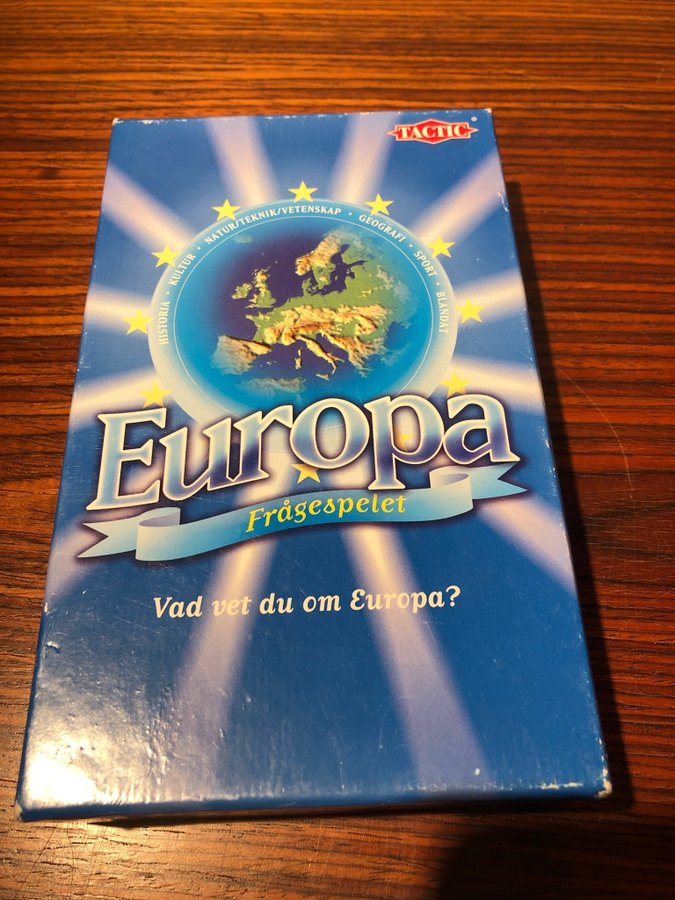 TACTIC®
HISTORIA • KULTUR • NATUR/TEKNIK/VETENSKAP • GEOGRAFI • SPORT • BLANDAT
Europa
Frågespelet
Vad vet du om Europa?